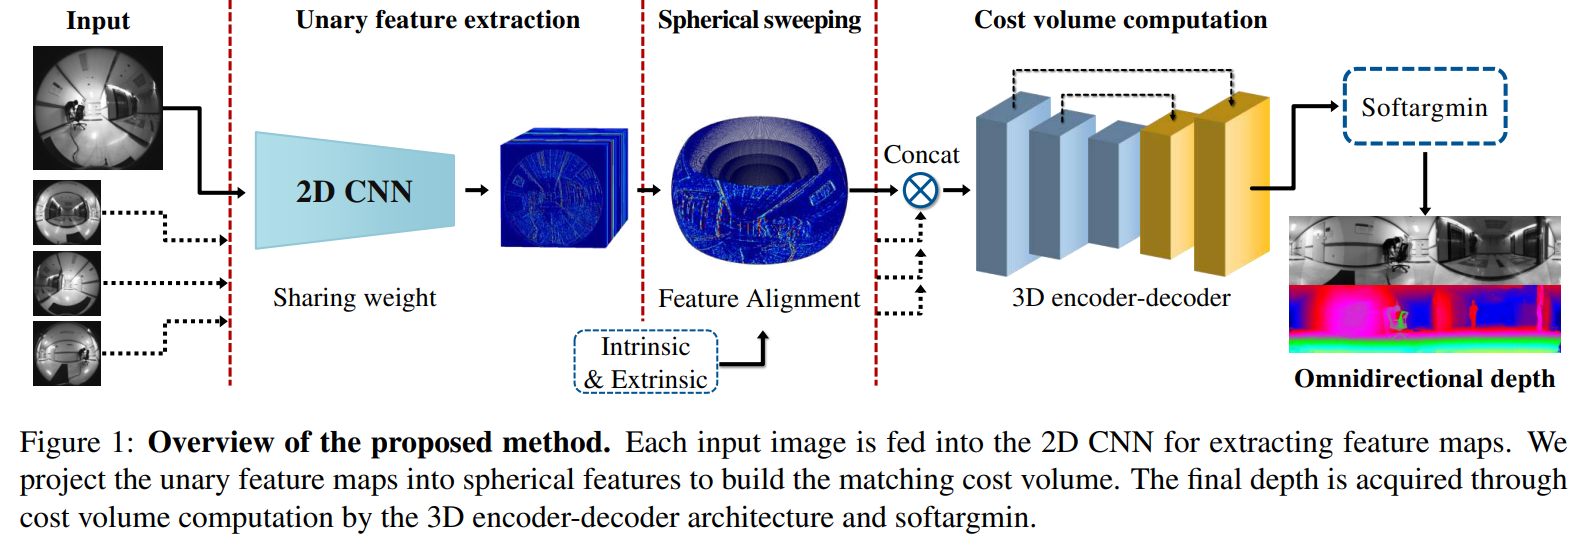 Input
Unary feature extraction
Spherical sweeping
Cost volume computation
2D CNN
Sharing weight
Feature Alignment
Intrinsic
& Extrinsic
Concat
3D encoder-decoder
Softargmin
Omnidirectional depth
Figure 1: Overview of the proposed method. Each input image is fed into the 2D CNN for extracting feature maps. We
project the unary feature maps into spherical features to build the matching cost volume. The final depth is acquired through
cost volume computation by the 3D encoder-decoder architecture and softargmin.